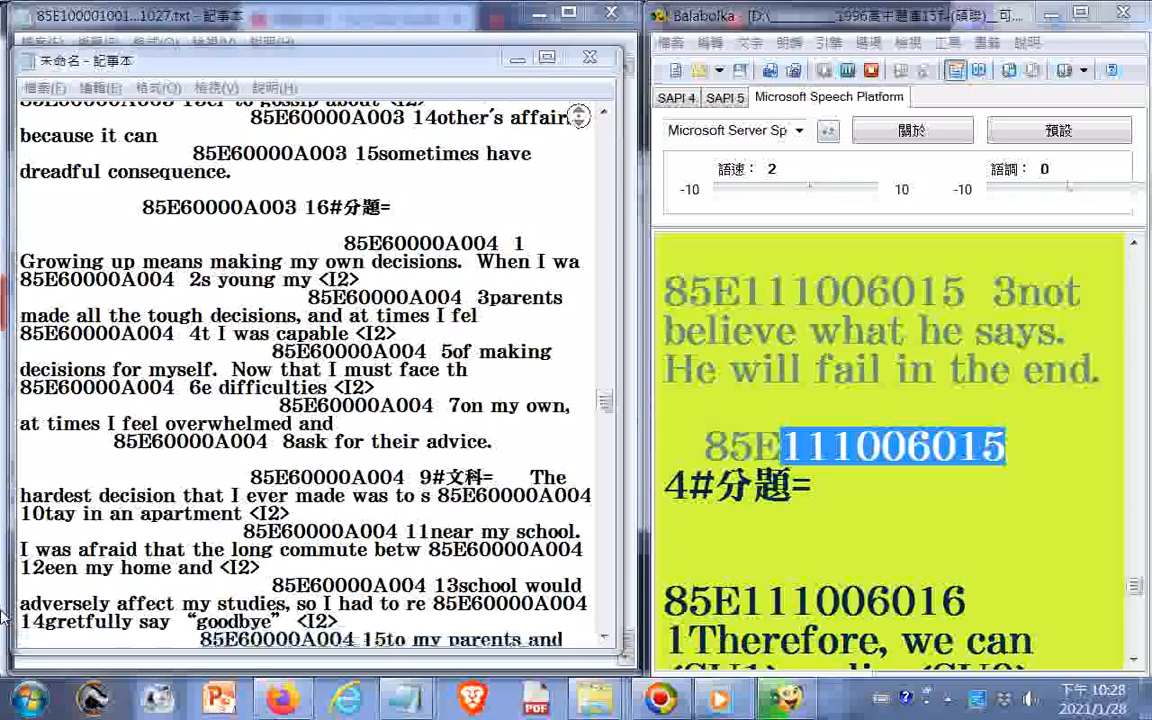 85E100001001...1027.txt - 記事本
未命名 - 記事本
檔案(F) 編輯(E) 格式(O) 檢視(V) 說明(H)
85E60000A003 14other's affair
because it can
85E60000A003 15sometimes have
dreadful consequence.
85E60000A003 16#分題=
85E60000A004 1
Growing up means making my own decisions. When I wa
85E60000A004 2s young my <I2>
85E60000A004 3parents
made all the tough decisions, and at times I fel
85E60000A004 4t I was capable <I2>
85E60000A004 5of making
decisions for myself. Now that I must face th
85E60000A004 6e difficulties <I2>
85E60000A004 7on my own,
at times I feel overwhelmed and
85E60000A004 8ask for their advice.
85E60000A004 9#文科= The
hardest decision that I ever made was to s 85E60000A004
10tay in an apartment <I2>
85E60000A004 11near my school.
I was afraid that the long commute betw 85E60000A004
12een my home and <I2>
85E60000A004 13school would
adversely affect my studies, so I had to re 85E60000A004
14gretfully say “goodbye” <I2>
85E60000A004 15to my parents and
Balabolka - [D:\
檔案 編輯 文字 朗讀 引擎 選項 檢視 工具 書籤 說明
SAPI 4 SAPI 5 Microsoft Speech Platform
Microsoft Server Sp 關於 預設
語速： 2 語調： 0
-10 10 -10
85E111006015 3not
believe what he says.
He will fail in the end.
85E111006015
4#分題=
85E111006016
1Therefore, we can
PDF
下午 10:28
2021/1/28